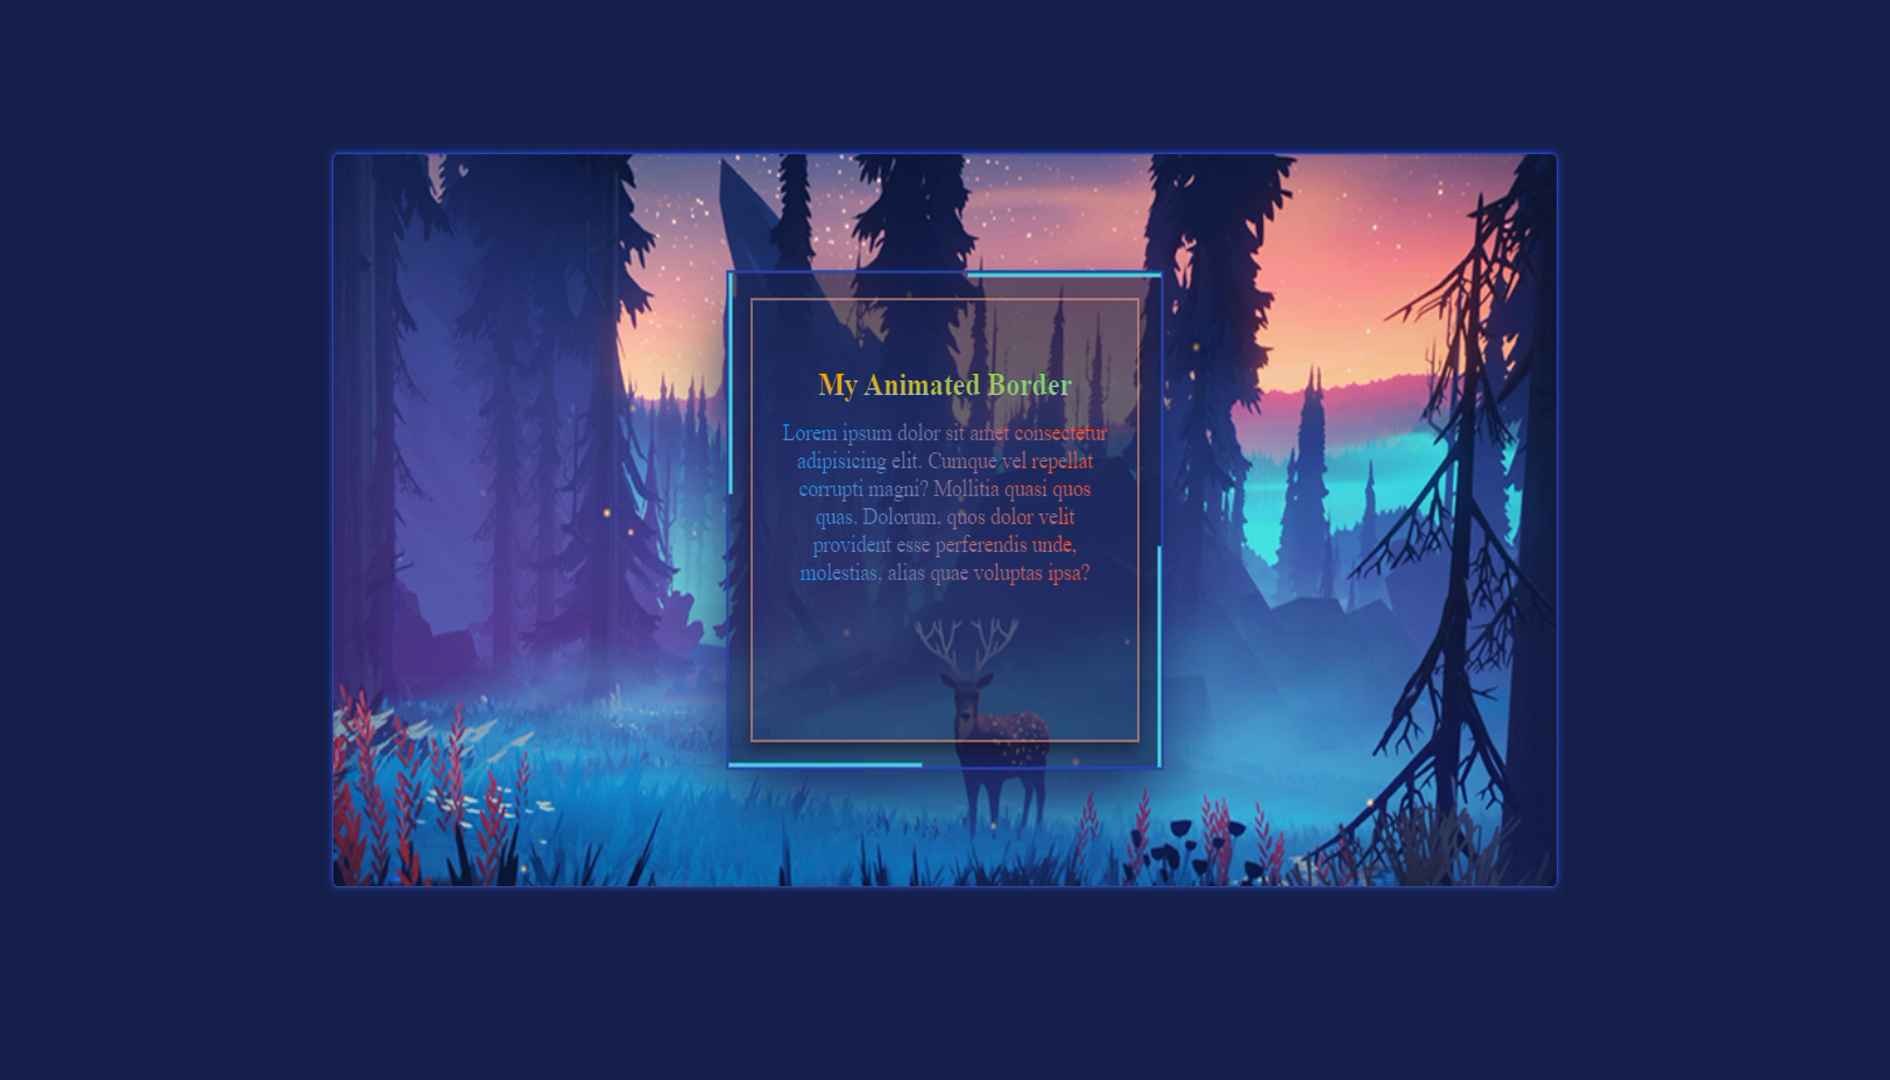 My Animated Border
Lorem ipsum dolor sit amet consectetur
adipisicing elit. Cumque vel repellat
corrupti magni? Mollitia quasi quos
quas. Dolorum, quos dolor velit
provident esse perferendis unde,
molestias, alias quae voluptas ipsa?